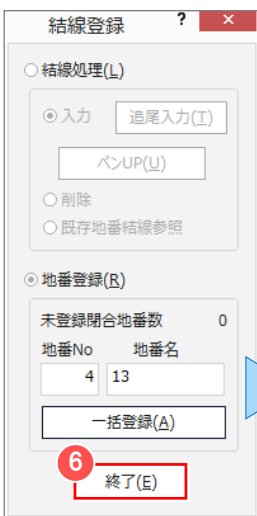 結線登録 ? ×
結線処理(L)
入力 追尾入力(T)
ペンUP(U)
削除
既存地番結線参照
地番登録(R)
未登録閉合地番数 0
地番No 地番名
4 13
一括登録(A)
6
終了(E)